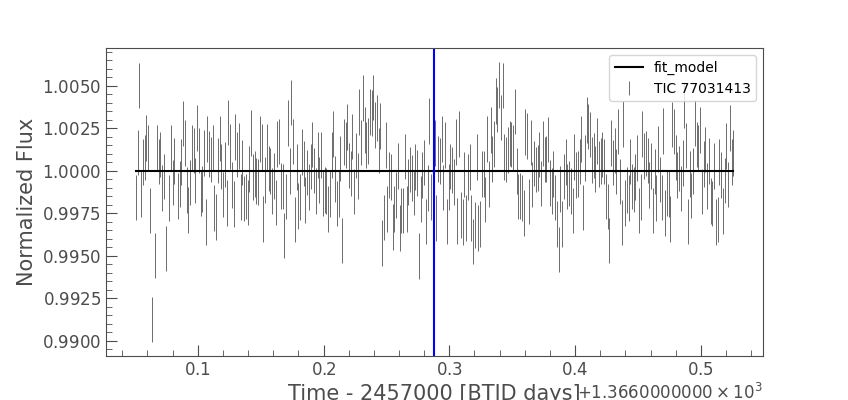 fit_model
TIC 77031413
1.0050
1.0025
1.0000
0.9975
0.9950
0.9925
0.9900
Normalized Flux
0.1 0.2 0.3 0.4 0.5
Time - 2457000 [BTJD days]
+1.3660000000 × 10³